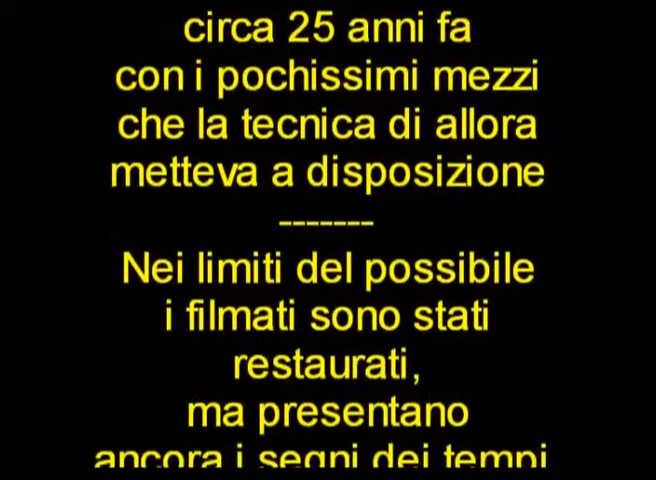 circa 25 anni fa
con i pochissimi mezzi
che la tecnica di allora
metteva a disposizione
-------
Nei limiti del possibile
i filmati sono stati
restaurati,
ma presentano
ancora i segni dei tempi